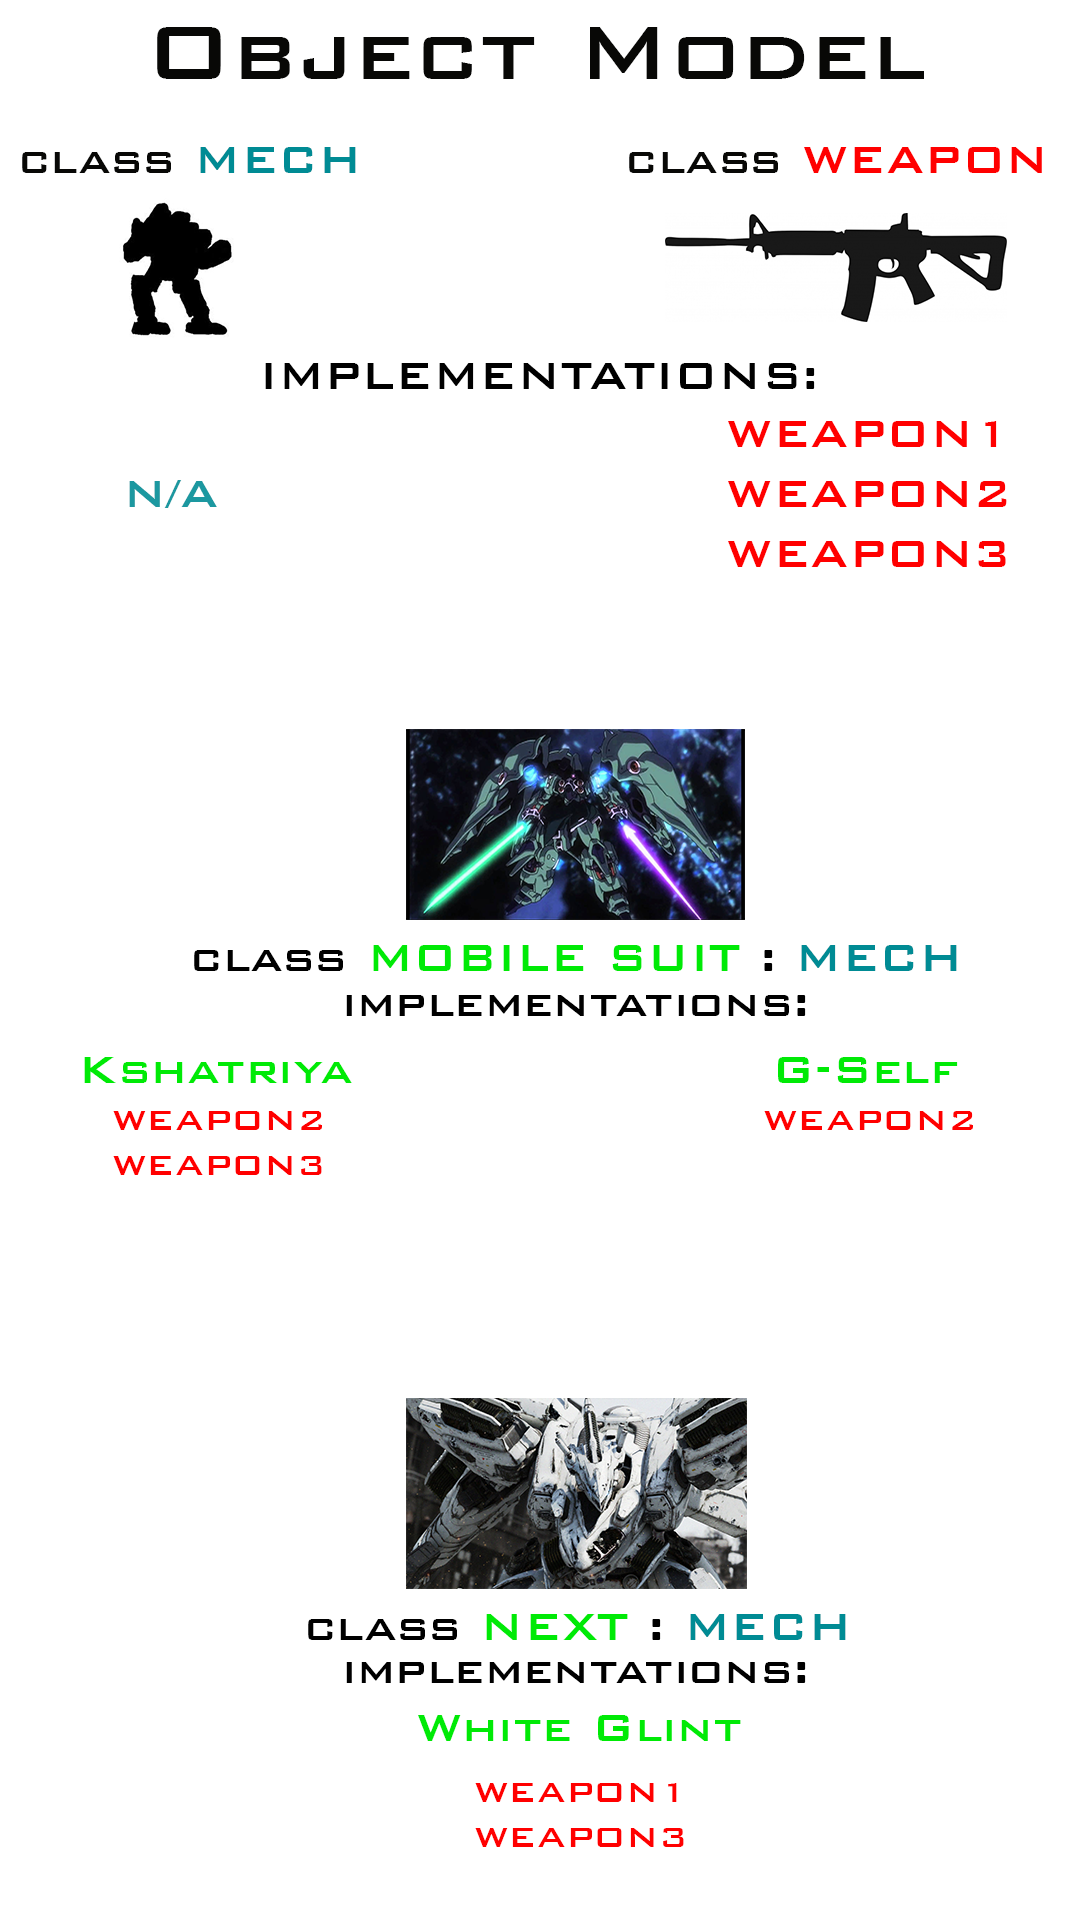 Object Model
class MECH
class WEAPON
IMPLEMENTATIONS:
WEAPON1
N/A
WEAPON2
WEAPON3
class MOBILE SUIT : MECH
IMPLEMENTATIONS:
Kshatriya
G-Self
WEAPON2
WEAPON2
WEAPON3
class NEXT : MECH
IMPLEMENTATIONS:
White Glint
WEAPON1
WEAPON3